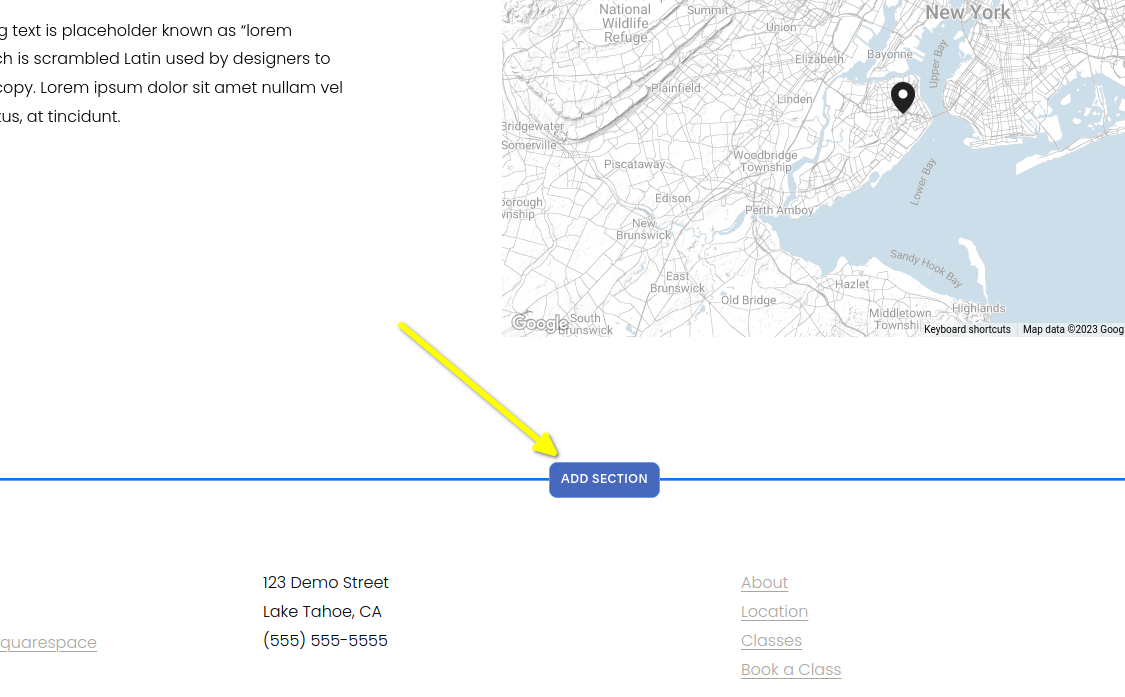 g text is placeholder known as “lorem
ch is scrambled Latin used by designers to
copy. Lorem ipsum dolor sit amet nullam vel
tus, at tincidunt.
National
Wildlife
Refuge
Summit
Union
New York
Elizabeth
Bayonne
Upper Bay
Plainfield
Linden
Bridgewater
Somerville
Piscataway
Woodbridge
Township
Lower Bay
Edison
Perth Amboy
orough
nship
New
Brunswick
Sandy Hook Bay
East
Brunswick
Hazlet
Old Bridge
Highlands
Middletown
Townshi
Google
South
Brunswick
Keyboard shortcuts
Map data ©2023 Goog
ADD SECTION
123 Demo Street
Lake Tahoe, CA
(555) 555-5555
quarespace
About
Location
Classes
Book a Class